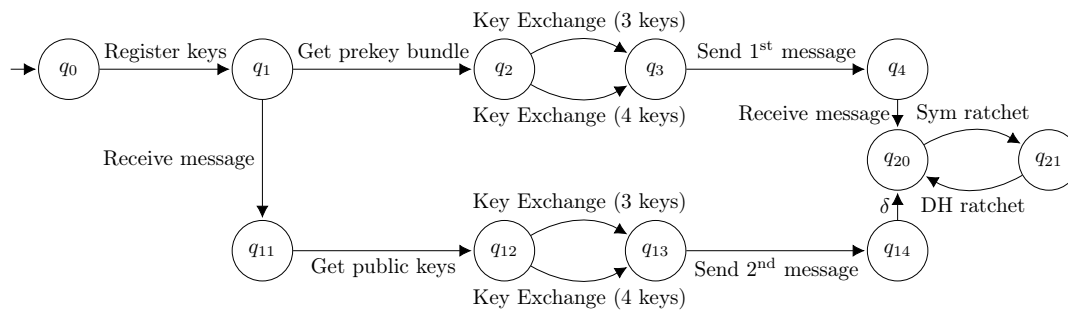 Key Exchange (3 keys)
Register keys
Get prekey bundle
Send 1st message
q0
q1
q2
q3
q4
Key Exchange (4 keys)
Receive message
Sym ratchet
Receive message
q20
q21
Key Exchange (3 keys)
δ
DH ratchet
q11
q12
q13
q14
Get public keys
Send 2nd message
Key Exchange (4 keys)